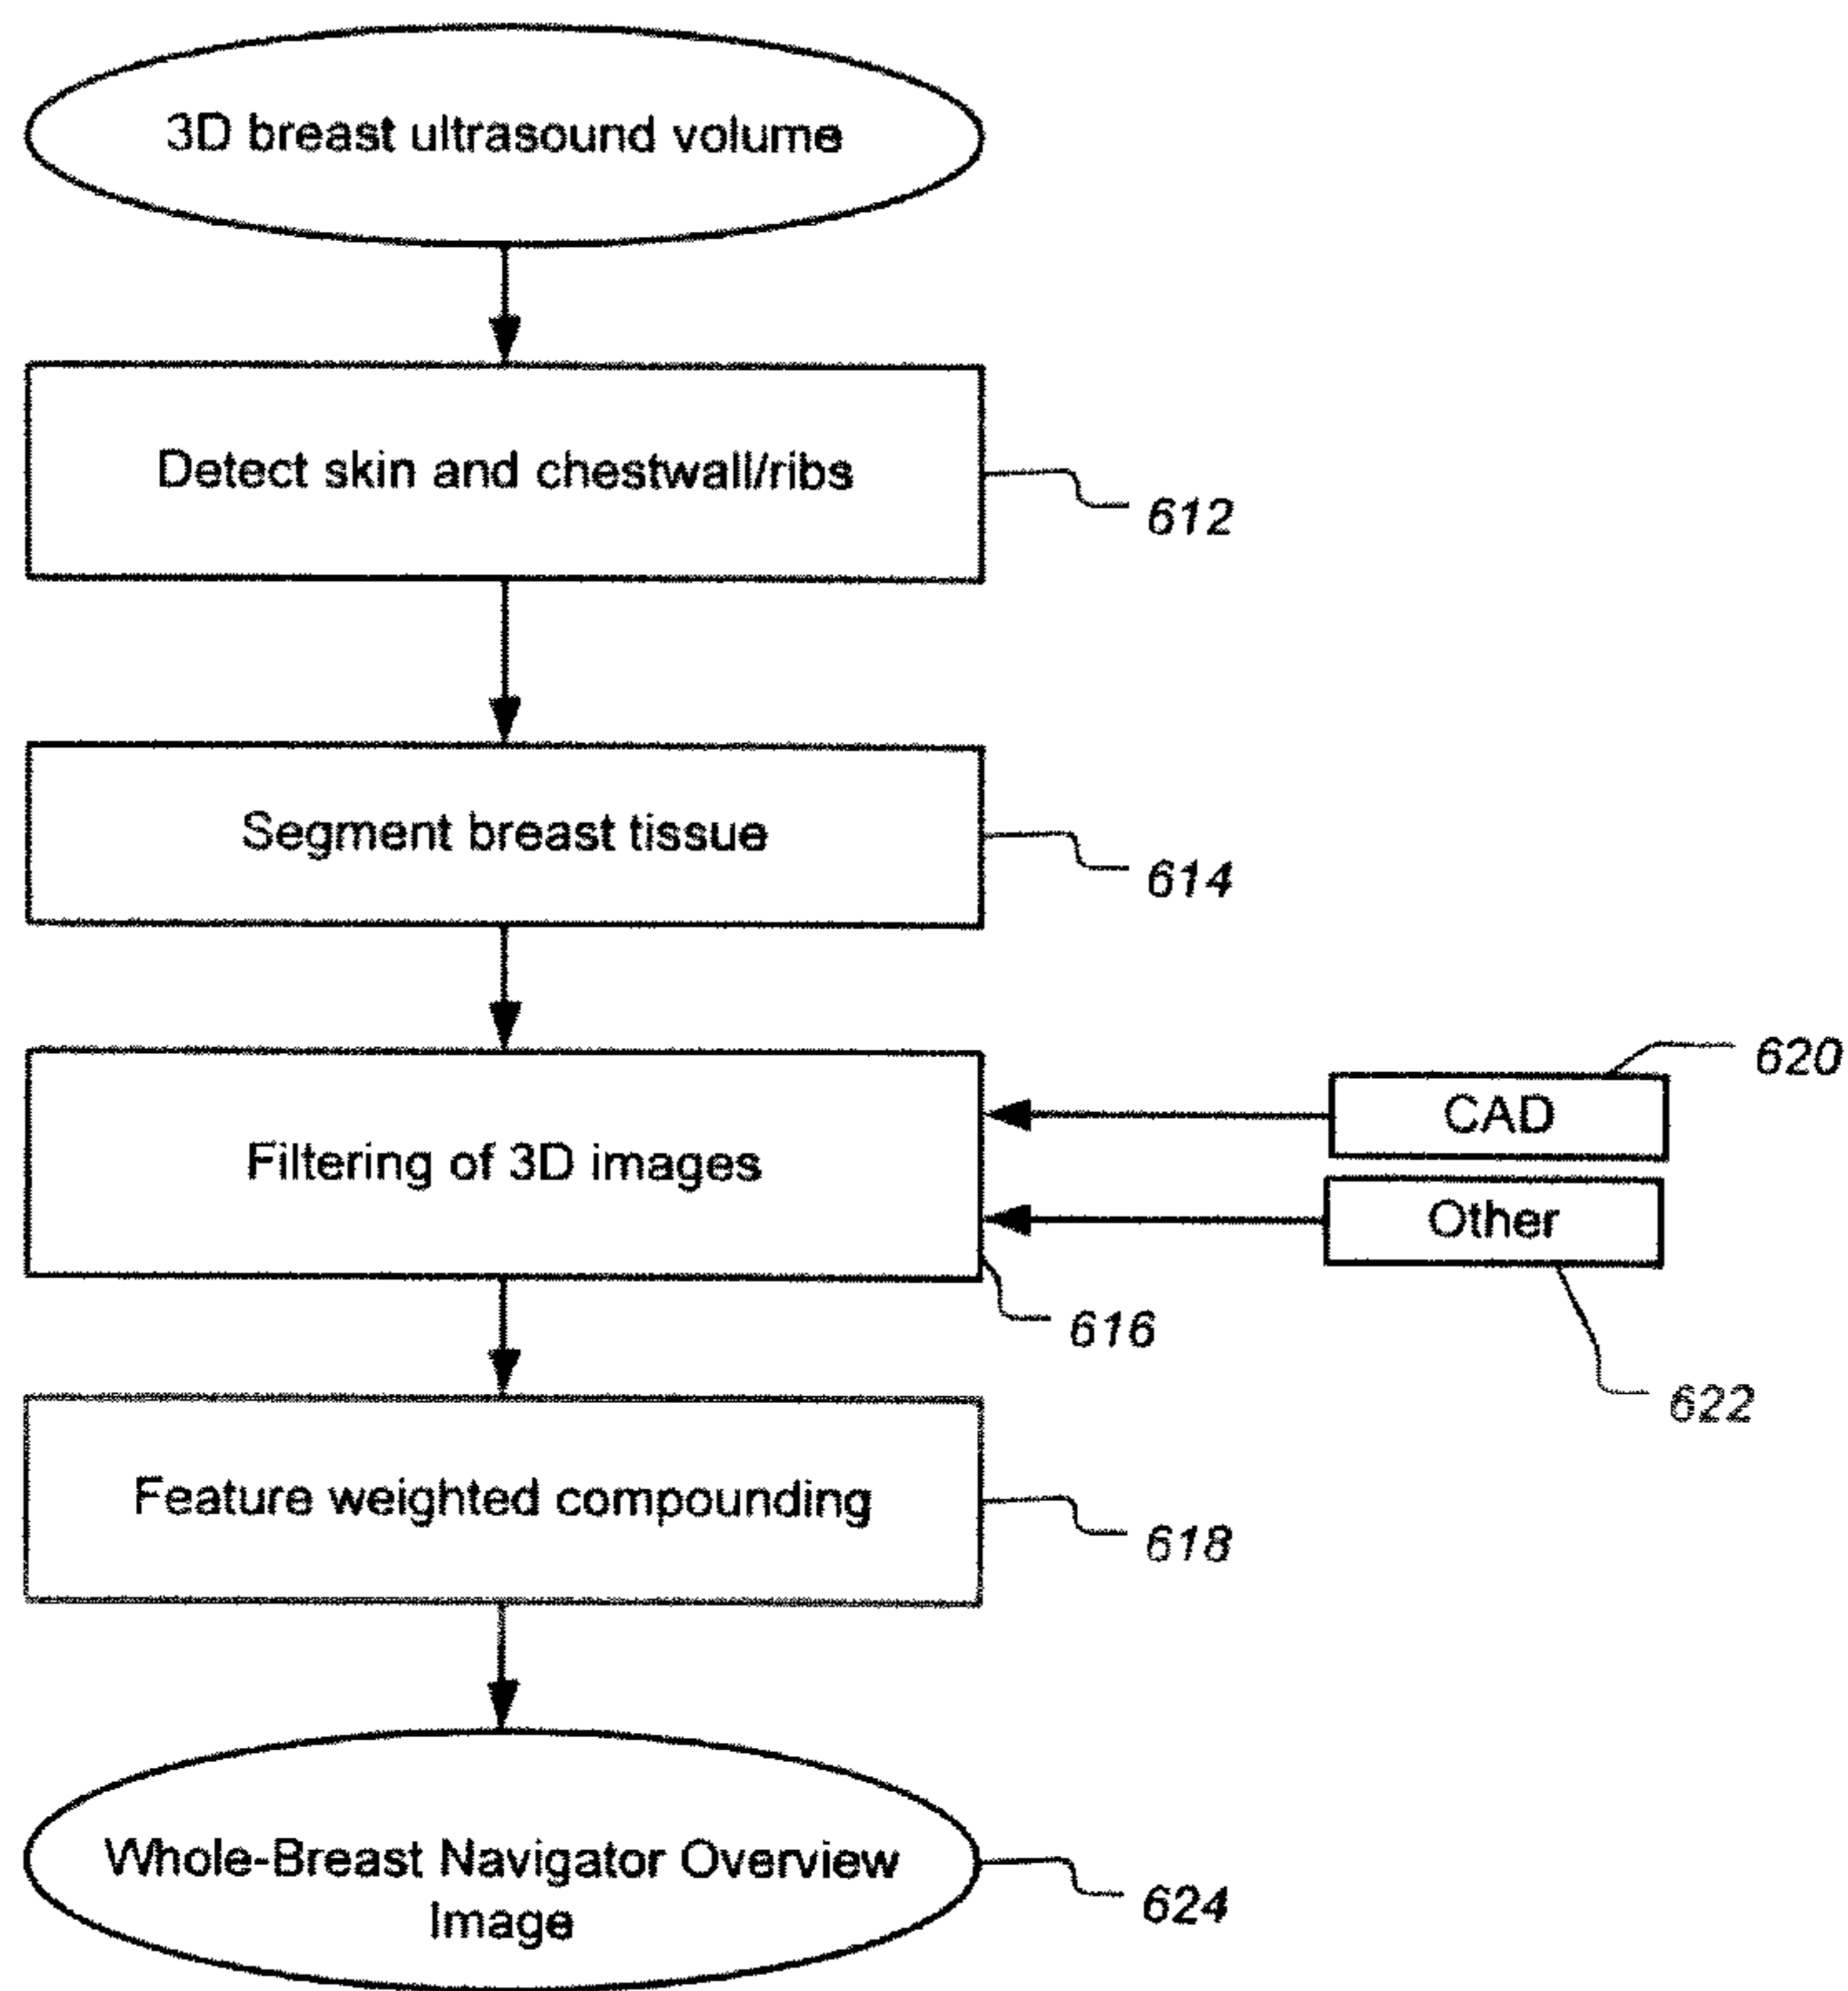 3D breast ultrasound volume
Detect skin and chestwall/ribs
612
Segment breast tissue
614
620
CAD
Filtering of 3D images
Other
616
622
Feature weighted compounding
618
Whole-Breast Navigator Overview
Image
624